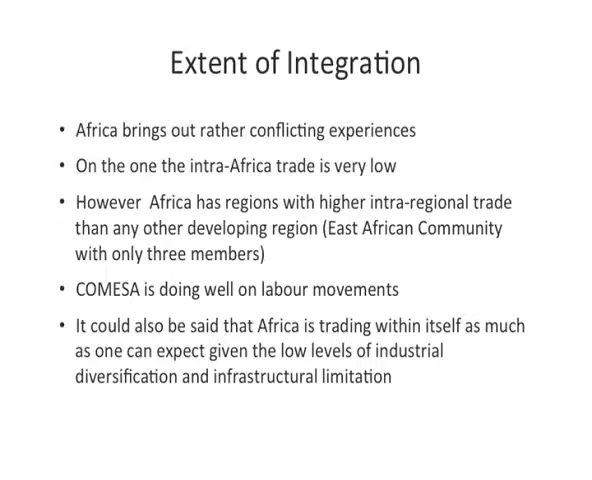 Extent of Integration
• Africa brings out rather conflicting experiences
• On the one the intra-Africa trade is very low
• However Africa has regions with higher intra-regional trade
than any other developing region (East African Community
with only three members)
• COMESA is doing well on labour movements
• It could also be said that Africa is trading within itself as much
as one can expect given the low levels of industrial
diversification and infrastructural limitation